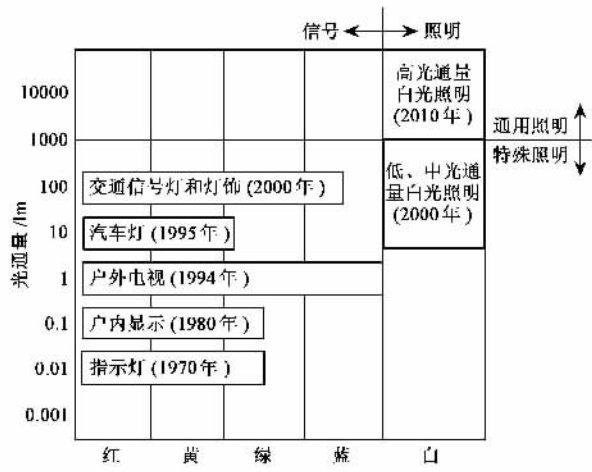 信号 照明
10000
1000
100
10
1
0.1
0.01
0.001
光通量/lm
高光通量
白光照明
(2010年)
通用照明
特殊照明
低、中光通
量白光照明
(2000年)
交通信号灯和灯饰(2000年)
汽车灯(1995年)
户外电视(1994年)
户内显示(1980年)
指示灯(1970年)
红 黄 绿 蓝 白